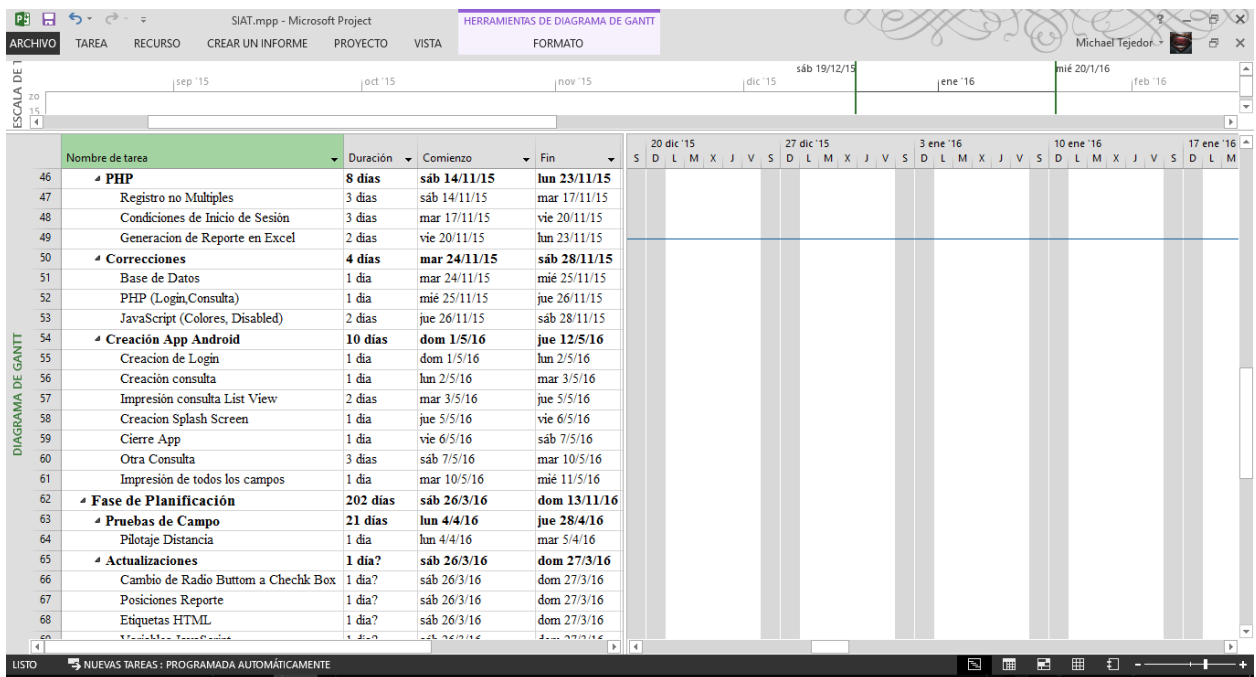 SIAT.mpp - Microsoft Project
HERRAMIENTAS DE DIAGRAMA DE GANTT
?
ARCHIVO TAREA RECURSO CREAR UN INFORME PROYECTO VISTA FORMATO Michael Tejedor
sáb 19/12/15 mié 20/1/16
sep '15 oct '15 nov '15 dic '15 ene '16 feb '16
ESCALA DE T
zo
15
20 dic '15 27 dic '15 3 ene '16 10 ene '16 17 ene '16
Nombre de tarea Duración Comienzo Fin
S D L M X J V S D L M X J V S D L M X J V S D L M X J V S D L M
46 PHP 8 días sáb 14/11/15 lun 23/11/15
47 Registro no Multiples 3 días sáb 14/11/15 mar 17/11/15
48 Condiciones de Inicio de Sesión 3 días mar 17/11/15 vie 20/11/15
49 Generacion de Reporte en Excel 2 días vie 20/11/15 lun 23/11/15
50 Correcciones 4 días mar 24/11/15 sáb 28/11/15
51 Base de Datos 1 día mar 24/11/15 mié 25/11/15
52 PHP (Login,Consulta) 1 día mié 25/11/15 jue 26/11/15
53 JavaScript (Colores, Disabled) 2 días jue 26/11/15 sáb 28/11/15
54 Creación App Android 10 días dom 1/5/16 jue 12/5/16
55 Creacion de Login 1 día dom 1/5/16 lun 2/5/16
56 Creación consulta 1 día lun 2/5/16 mar 3/5/16
57 Impresión consulta List View 2 días mar 3/5/16 jue 5/5/16
58 Creacion Splash Screen 1 día jue 5/5/16 vie 6/5/16
59 Cierre App 1 día vie 6/5/16 sáb 7/5/16
60 Otra Consulta 3 días sáb 7/5/16 mar 10/5/16
61 Impresión de todos los campos 1 día mar 10/5/16 mié 11/5/16
62 Fase de Planificación 202 días sáb 26/3/16 dom 13/11/16
63 Pruebas de Campo 21 días lun 4/4/16 jue 28/4/16
64 Pilotaje Distancia 1 día lun 4/4/16 mar 5/4/16
65 Actualizaciones 1 día? sáb 26/3/16 dom 27/3/16
66 Cambio de Radio Buttom a Chechk Box 1 día? sáb 26/3/16 dom 27/3/16
67 Posiciones Reporte 1 día? sáb 26/3/16 dom 27/3/16
68 Etiquetas HTML 1 día? sáb 26/3/16 dom 27/3/16
69 Variables JavaScript 1 día? sáb 26/3/16 dom 27/3/16
DIAGRAMA DE GANTT
LISTO NUEVAS TAREAS : PROGRAMADA AUTOMÁTICAMENTE